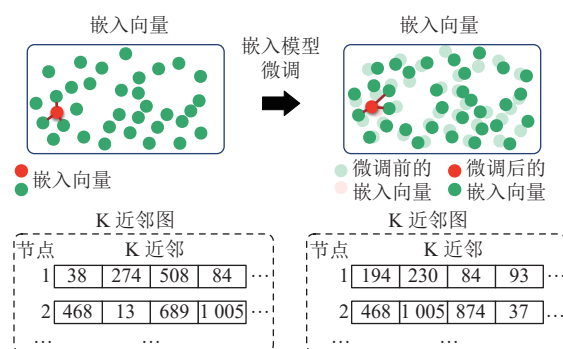 嵌入向量
嵌入模型
微调
嵌入向量
嵌入向量
微调前的
嵌入向量
微调后的
嵌入向量
K 近邻图
节点 K 近邻
1 38 274 508 84 …
2 468 13 689 1 005 …
… …
K 近邻图
节点 K 近邻
1 194 230 84 93 …
2 468 1 005 874 37 …
… …